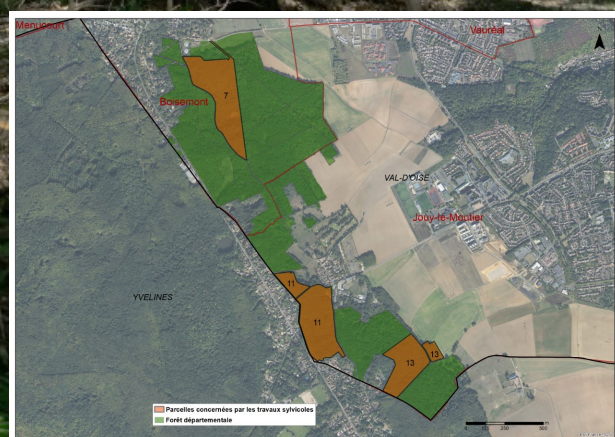 Menucourt
Vauréal
7
Boisemont
VAL-D'OISE
Jouy-le-Moutier
YVELINES
11
11
13
13
Parcelles concernées par les travaux sylvicoles
Forêt départementale